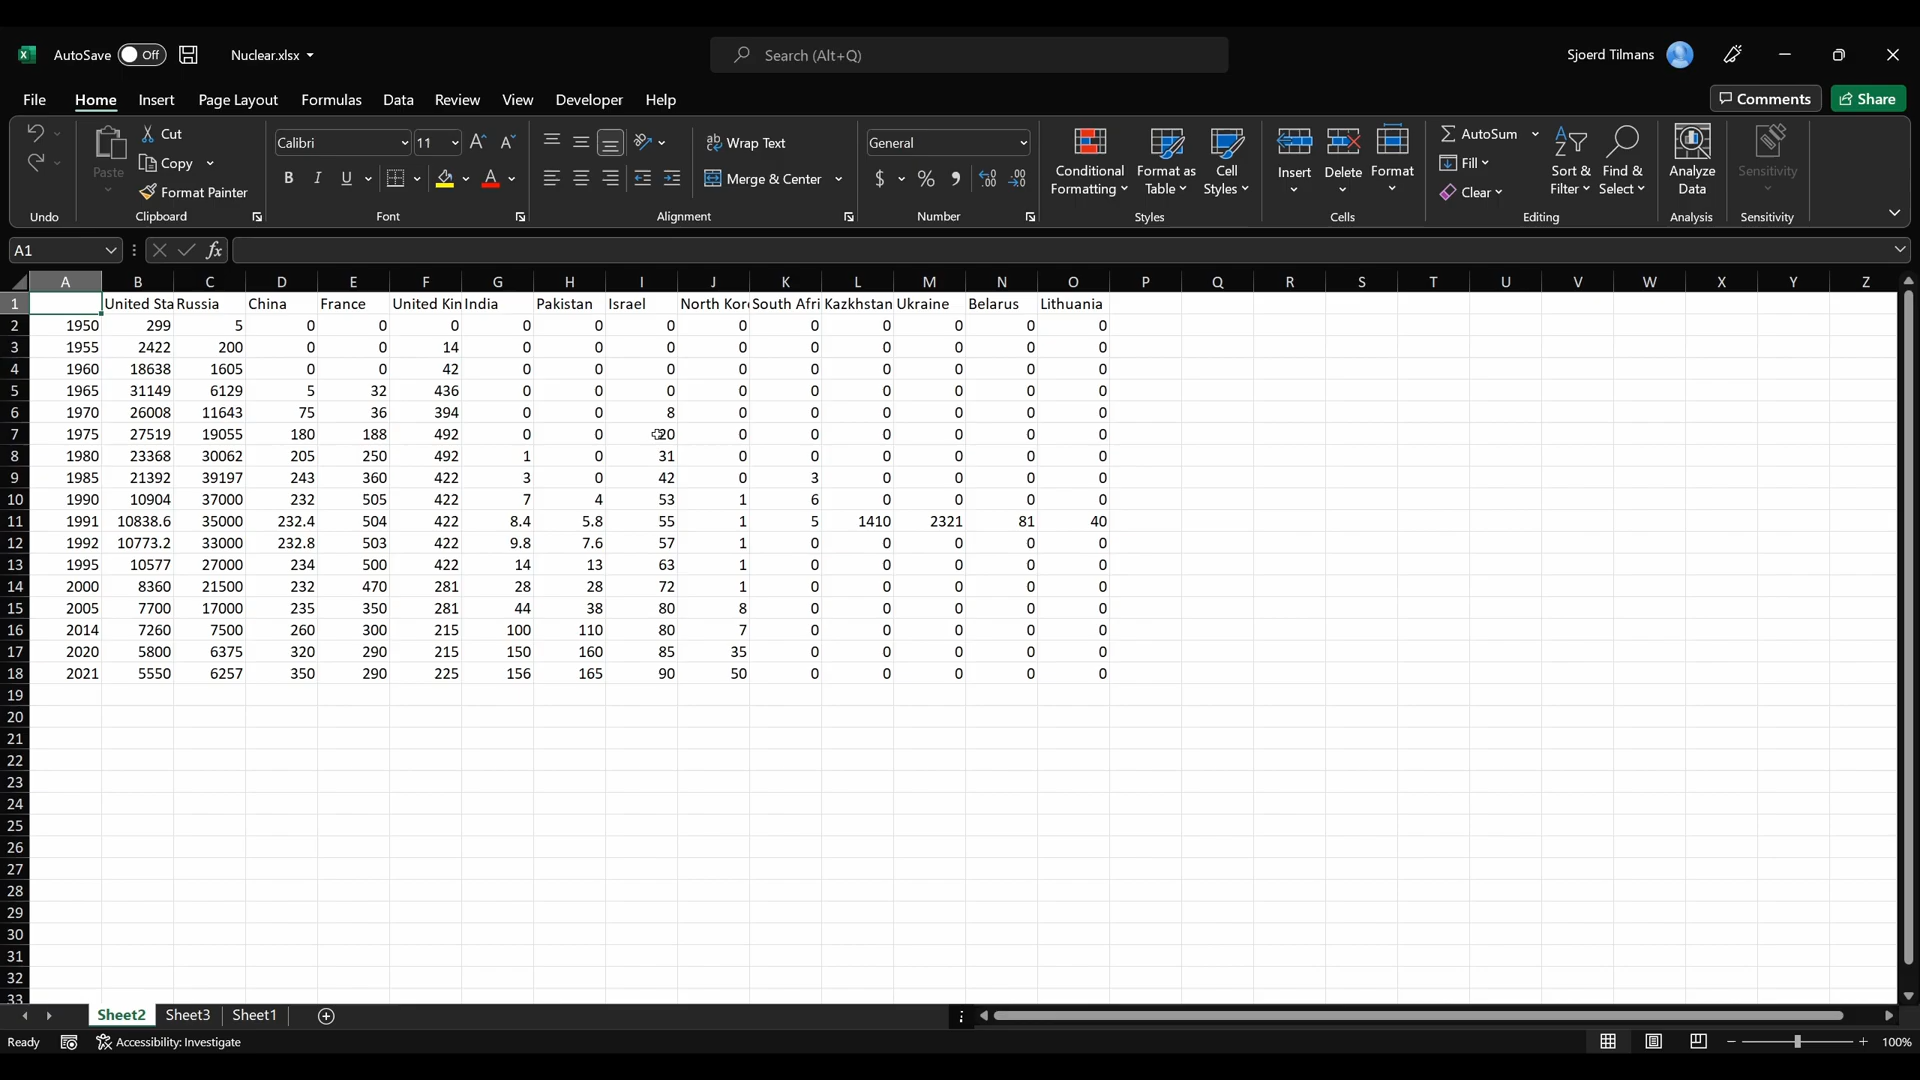 AutoSave Off Nuclear.xlsx Search (Alt+Q) Sjoerd Tilmans
File Home Insert Page Layout Formulas Data Review View Developer Help Comments Share
Paste Cut Copy Format Painter
Calibri 11 B I U A A A
Wrap Text Merge & Center
General $ % 9 .00
Conditional Formatting Format as Table Cell Styles Insert Delete Format
AutoSum Fill Clear Sort & Filter Find & Select Analyze Data Sensitivity
Undo Clipboard Font Alignment Number Styles Cells Editing Analysis Sensitivity
A1 fx
A B C D E F G H I J K L M N O P Q R S T U V W X Y Z
1 United Sta Russia China France United Kin India Pakistan Israel North Kor South Afri Kazkhstan Ukraine Belarus Lithuania
2 1950 299 5 0 0 0 0 0 0 0 0 0 0 0 0
3 1955 2422 200 0 0 14 0 0 0 0 0 0 0 0 0
4 1960 18638 1605 0 0 42 0 0 0 0 0 0 0 0 0
5 1965 31149 6129 5 32 436 0 0 0 0 0 0 0 0 0
6 1970 26008 11643 75 36 394 0 0 8 0 0 0 0 0 0
7 1975 27519 19055 180 188 492 0 0 20 0 0 0 0 0 0
8 1980 23368 30062 205 250 492 1 0 31 0 0 0 0 0 0
9 1985 21392 39197 243 360 422 3 0 42 0 3 0 0 0 0
10 1990 10904 37000 232 505 422 7 4 53 1 6 0 0 0 0
11 1991 10838.6 35000 232.4 504 422 8.4 5.8 55 1 5 1410 2321 81 40
12 1992 10773.2 33000 232.8 503 422 9.8 7.6 57 1 0 0 0 0 0
13 1995 10577 27000 234 500 422 14 13 63 1 0 0 0 0 0
14 2000 8360 21500 232 470 281 28 28 72 1 0 0 0 0 0
15 2005 7700 17000 235 350 281 44 38 80 8 0 0 0 0 0
16 2014 7260 7500 260 300 215 100 110 80 7 0 0 0 0 0
17 2020 5800 6375 320 290 215 150 160 85 35 0 0 0 0 0
18 2021 5550 6257 350 290 225 156 165 90 50 0 0 0 0 0
19
20
21
22
23
24
25
26
27
28
29
30
31
32
33
Sheet2 Sheet3 Sheet1
Ready Accessibility: Investigate 100%